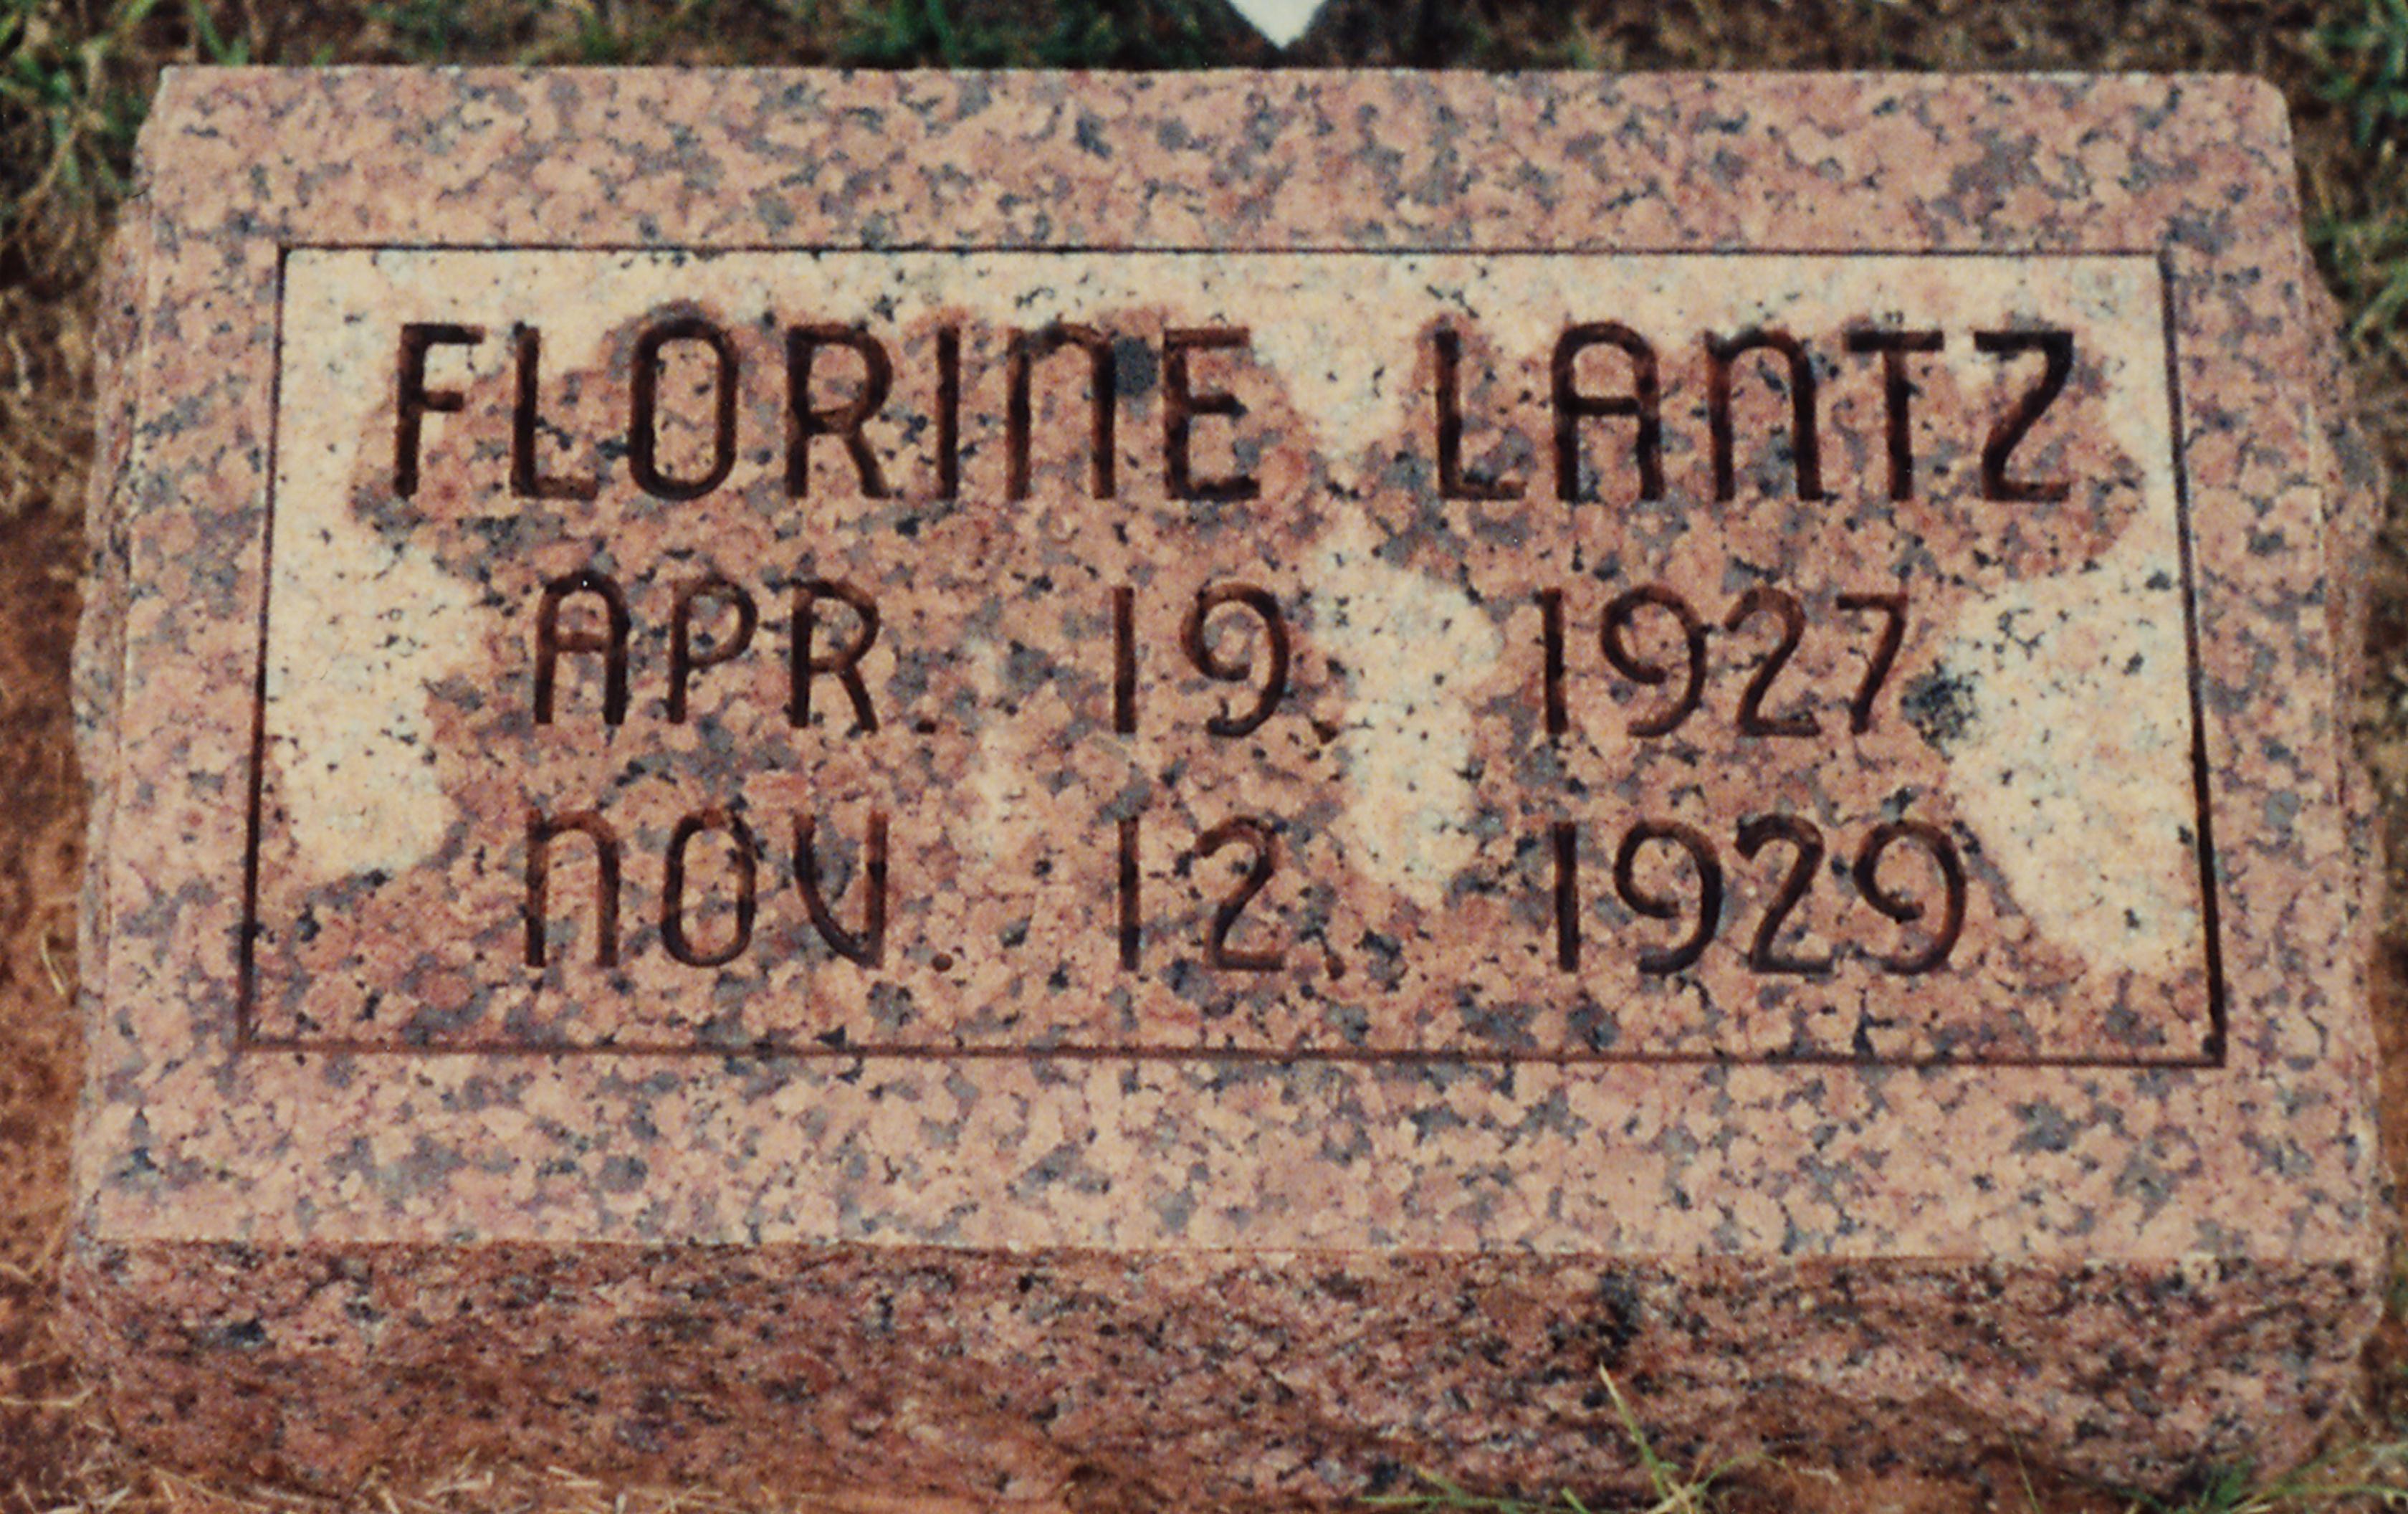 FLORINE LANTZ
APR. 19, 1927
NOV. 12, 1929